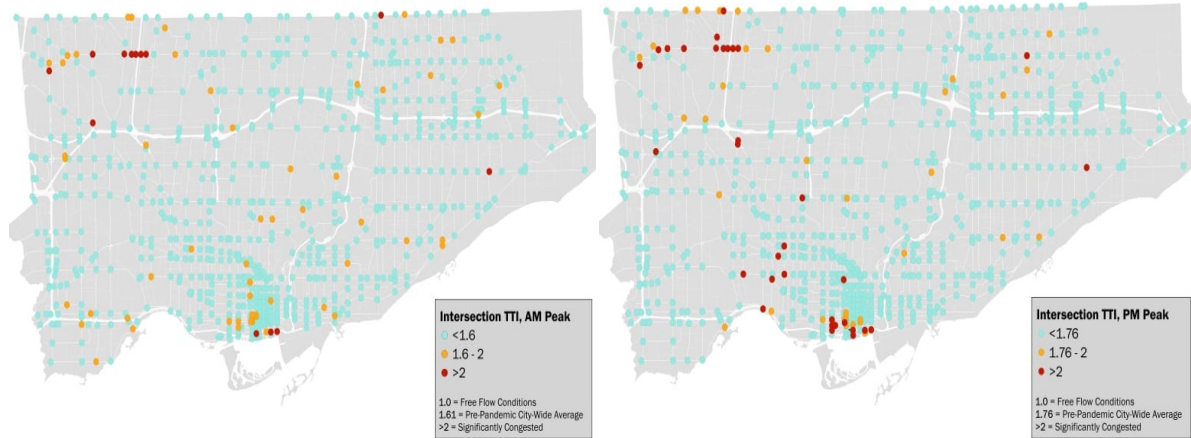 Intersection TTI, AM Peak
<1.6
1.6 - 2
>2
1.0 = Free Flow Conditions
1.61 = Pre-Pandemic City-Wide Average
>2 = Significantly Congested
Intersection TTI, PM Peak
<1.76
1.76 - 2
>2
1.0 = Free Flow Conditions
1.76 = Pre-Pandemic City-Wide Average
>2 = Significantly Congested